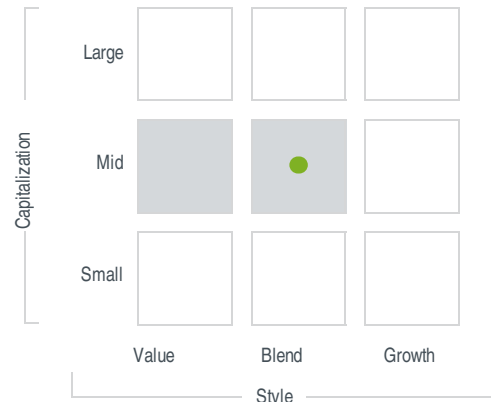 Large
Capitalization
Mid
Small
Value Blend Growth
Style